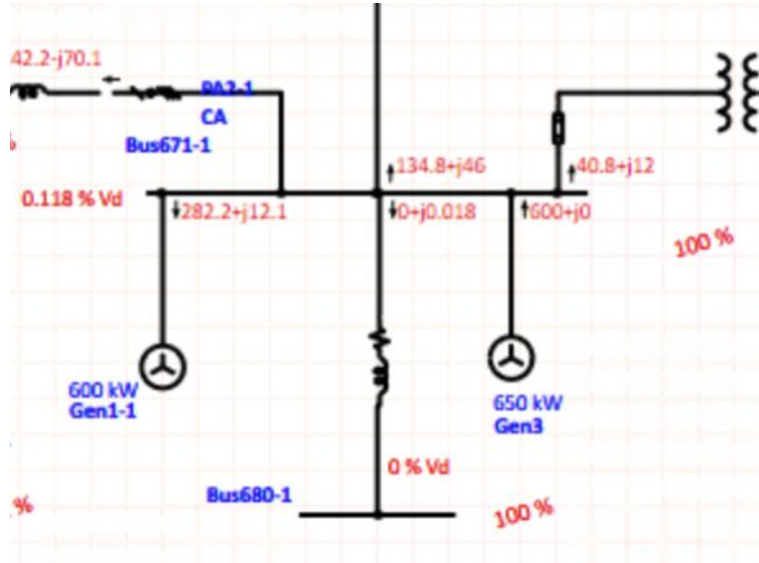 42.2-j70.1
PA2-1
CA
Bus671-1
134.8+j46
40.8+j12
0.118 % Vd
282.2+j12.1
0+j0.018
600+j0
100 %
600 kW
Gen1-1
650 kW
Gen3
0 % Vd
Bus680-1
%
100 %